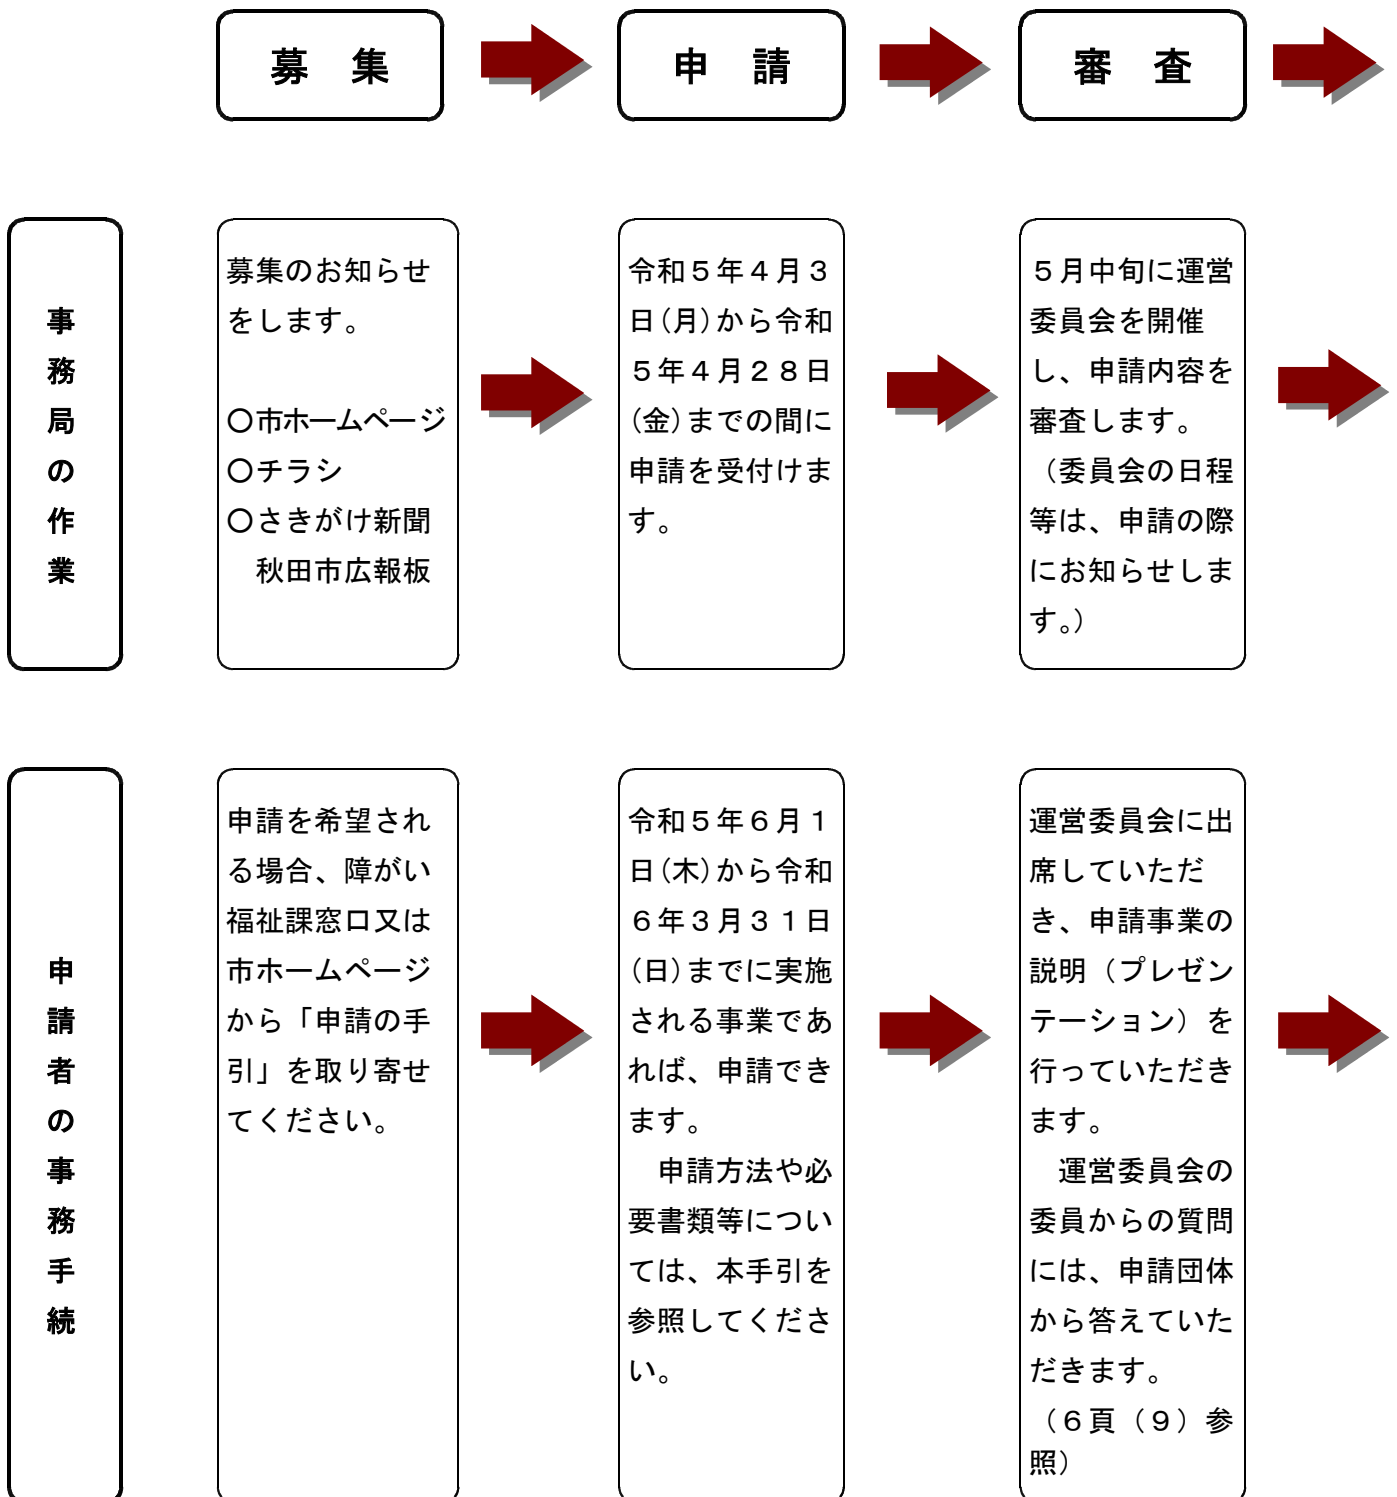 募　集
申　請
審　査
事務局の作業
募集のお知らせ
をします。
〇市ホームページ
〇チラシ
〇さきがけ新聞
　秋田市広報板
令和５年４月３
日(月)から令和
５年４月２８日
(金)までの間に
申請を受付けま
す。
５月中旬に運営
委員会を開催
し、申請内容を
審査します。
（委員会の日程
等は、申請の際
にお知らせしま
す。）
申請者の事務手続
申請を希望され
る場合、障がい
福祉課窓口又は
市ホームページ
から「申請の手
引」を取り寄せ
てください。
令和５年６月１
日(木)から令和
６年３月３１日
(日)までに実施
される事業であ
れば、申請でき
ます。
　申請方法や必
要書類等につい
ては、本手引を
参照してくださ
い。
運営委員会に出
席していただ
き、申請事業の
説明（プレゼン
テーション）を
行っていただき
ます。
　運営委員会の
委員からの質問
には、申請団体
から答えていた
だきます。
（６頁（９）参
照）